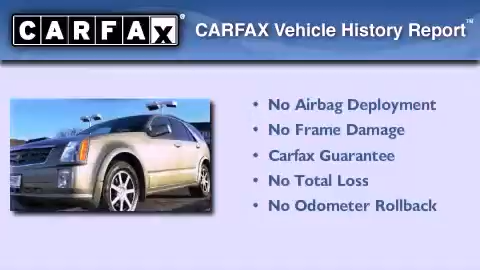 CARFAX
CARFAX Vehicle History Report™
• No Airbag Deployment
• No Frame Damage
• Carfax Guarantee
• No Total Loss
• No Odometer Rollback